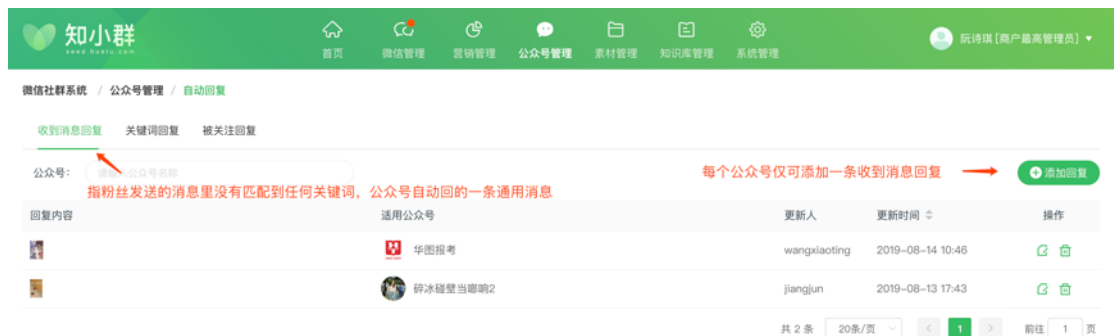 知小群
seed.huatu.com
首页
微信管理
营销管理
公众号管理
素材管理
知识库管理
系统管理
阮诗琪 [商户最高管理员]
微信社群系统 / 公众号管理 / 自动回复
收到消息回复 关键词回复 被关注回复
公众号： 请输入公众号名称
每个公众号仅可添加一条收到消息回复
添加回复
指粉丝发送的消息里没有匹配到任何关键词，公众号自动回的一条通用消息
回复内容 适用公众号 更新人 更新时间 操作
华图报考 wangxiaoting 2019-08-14 10:46
碎冰碰壁当啷响2 jiangjun 2019-08-13 17:43
共 2 条 20条/页 < 1 > 前往 1 页